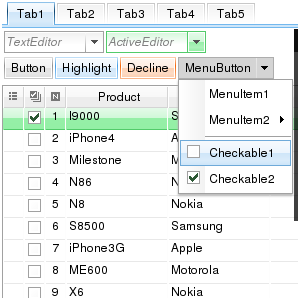 Tab1 Tab2 Tab3 Tab4 Tab5
TextEditor ActiveEditor
Button Highlight Decline MenuButton
N Product
MenuItem1
MenuItem2
Checkable1
Checkable2
1 I9000 S
2 iPhone4 A
3 Milestone M
4 N86 N
5 N8 Nokia
6 S8500 Samsung
7 iPhone3G Apple
8 ME600 Motorola
9 X6 Nokia